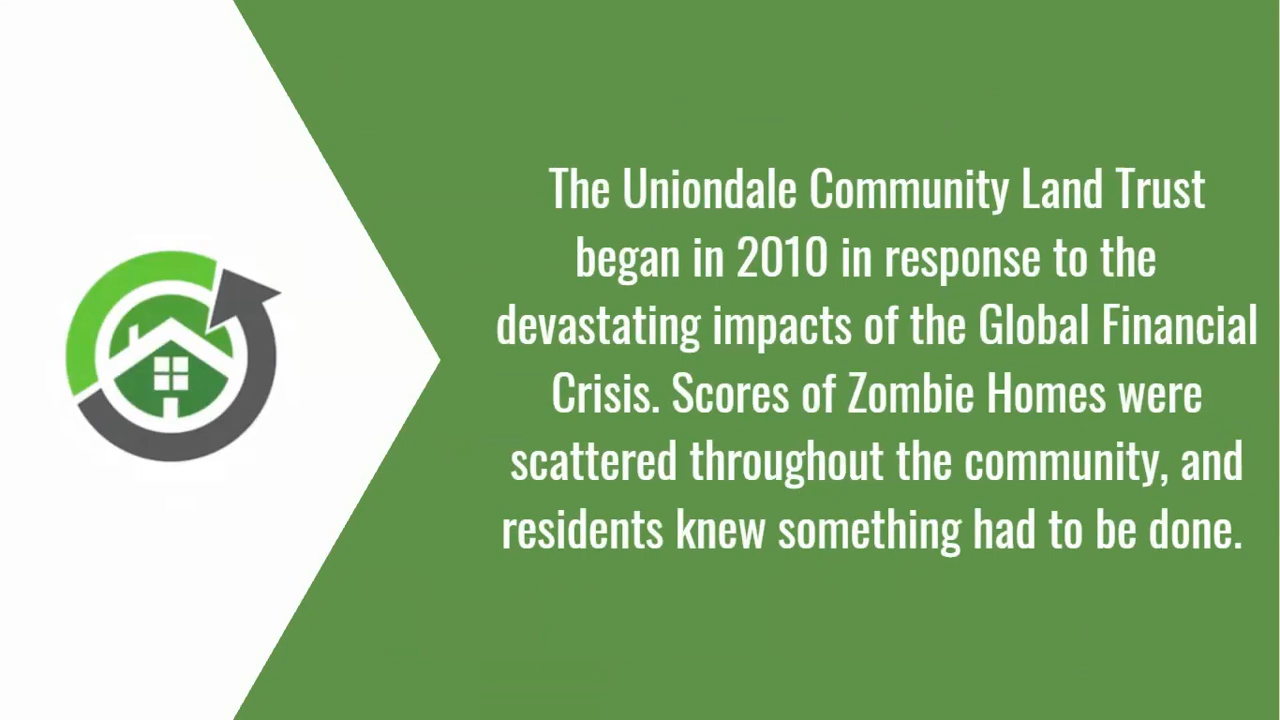 The Uniondale Community Land Trust
began in 2010 in response to the
devastating impacts of the Global Financial
Crisis. Scores of Zombie Homes were
scattered throughout the community, and
residents knew something had to be done.